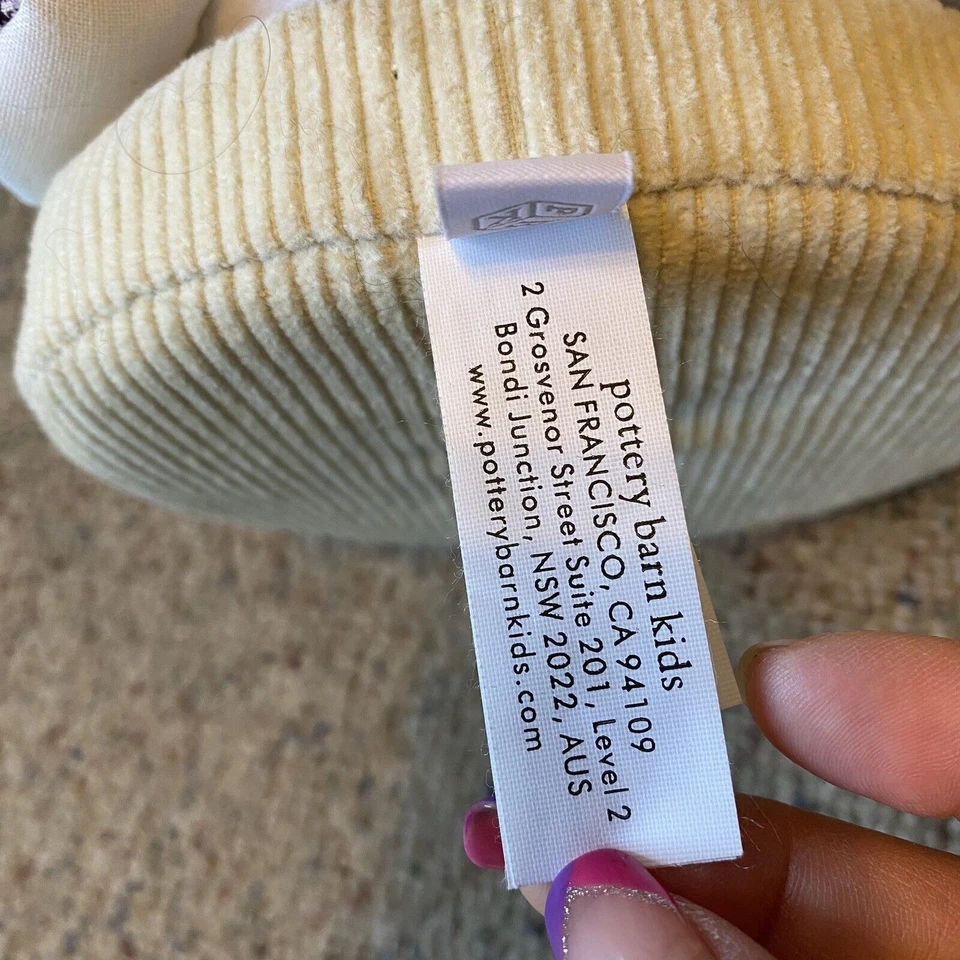 pottery barn kids
SAN FRANCISCO, CA 94109
2 Grosvenor Street Suite 201, Level 2
Bondi Junction, NSW 2022, AUS
www.potterybarnkids.com